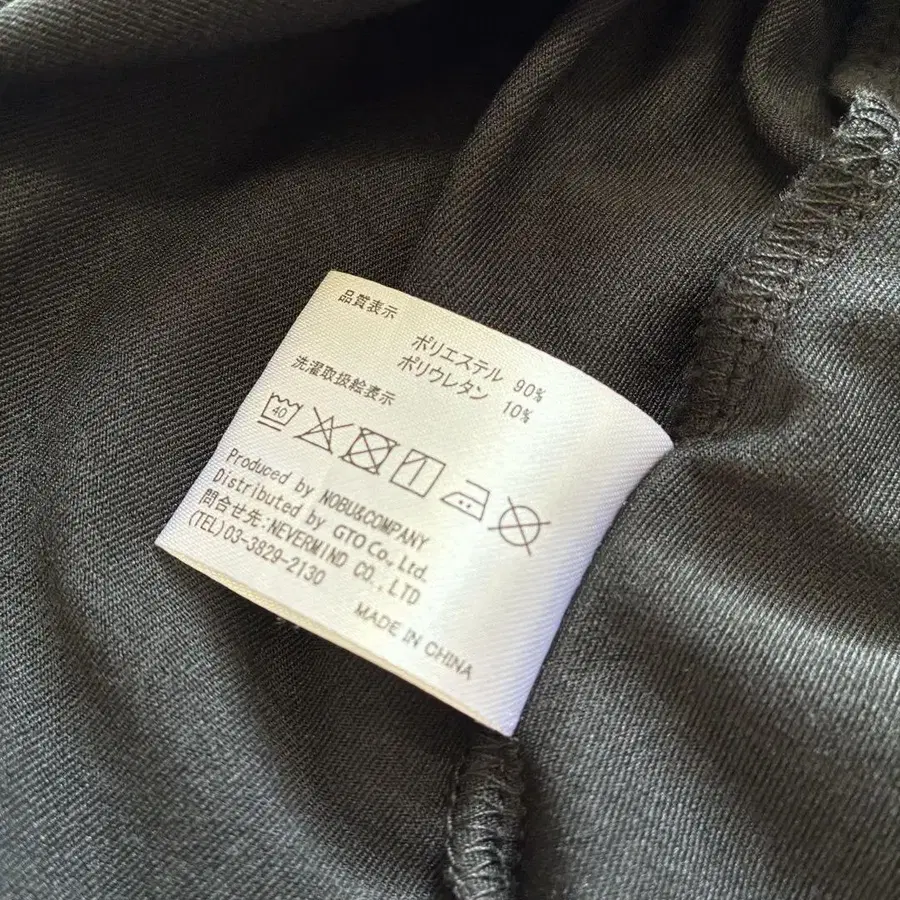 品質表示
ポリエステル 90%
ポリウレタン 10%
洗濯取扱絵表示
40
Produced by NOBU&COMPANY
Distributed by GTO Co., Ltd.
問合せ先:NEVERMIND CO.,LTD
(TEL)03-3829-2130
MADE IN CHINA